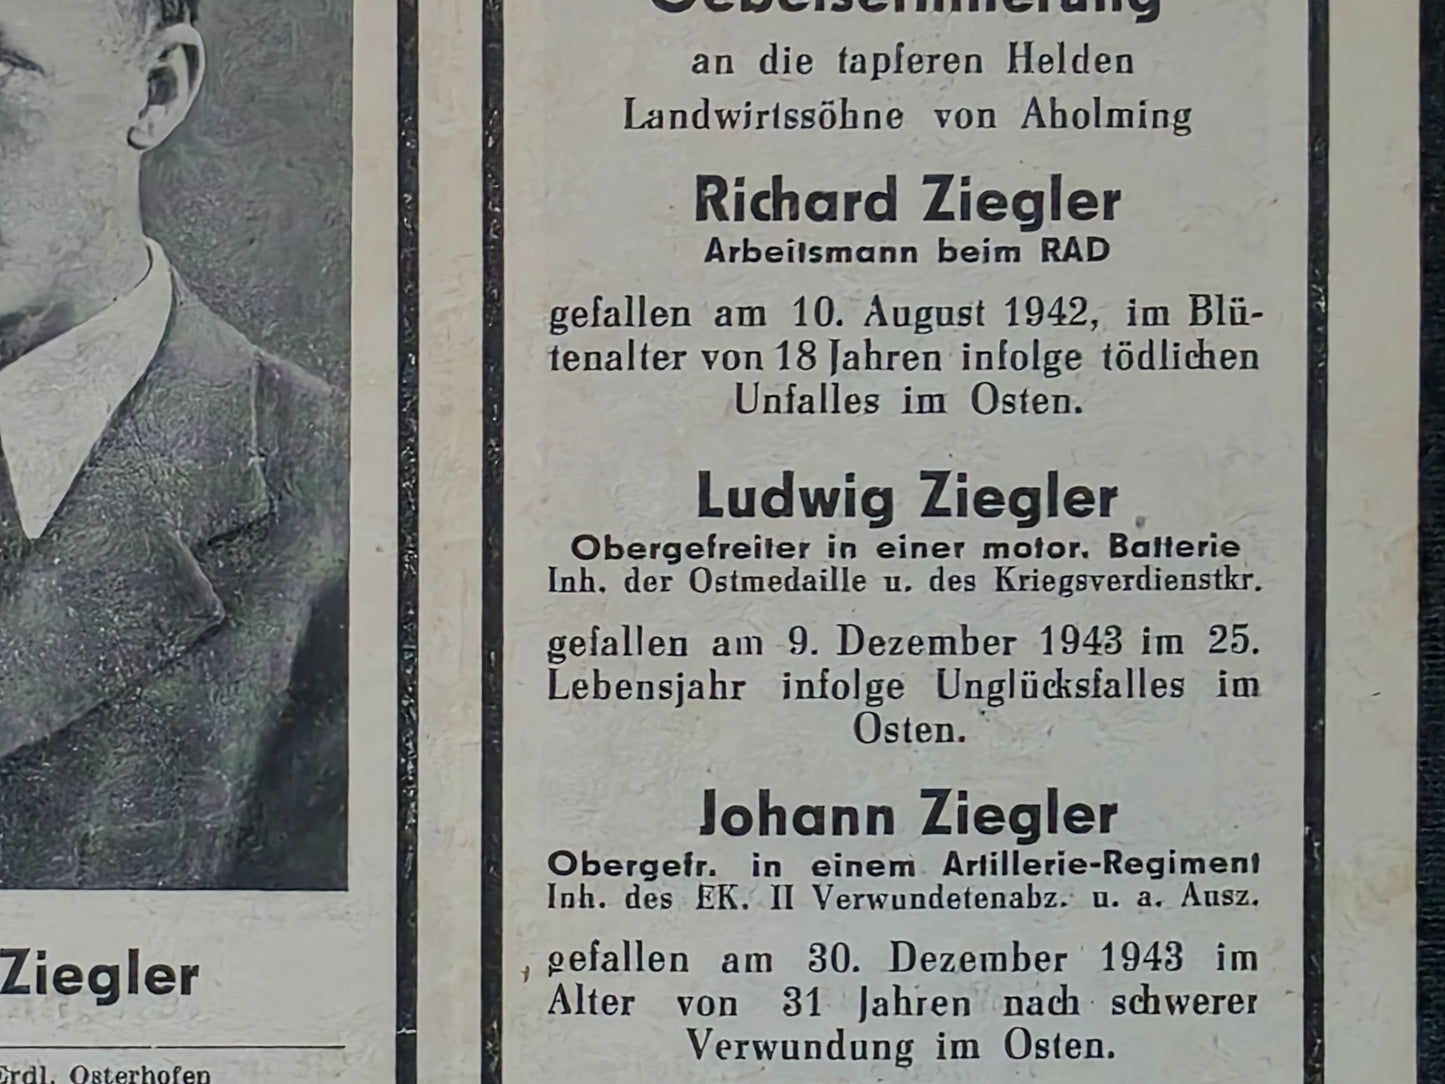 Gebetserinnerung
an die tapferen Helden
Landwirtssöhne von Aholming
Richard Ziegler
Arbeitsmann beim RAD
gefallen am 10. August 1942, im Blü-
tenalter von 18 Jahren infolge tödlichen
Unfalles im Osten.
Ludwig Ziegler
Obergefreiter in einer motor. Batterie
Inh. der Ostmedaille u. des Kriegsverdienstkr.
gefallen am 9. Dezember 1943 im 25.
Lebensjahr infolge Unglücksfalles im
Osten.
Johann Ziegler
Obergefr. in einem Artillerie-Regiment
Inh. des EK. II Verwundetenabz. u. a. Ausz.
gefallen am 30. Dezember 1943 im
Alter von 31 Jahren nach schwerer
Verwundung im Osten.
Ziegler
Erdl, Osterhofen